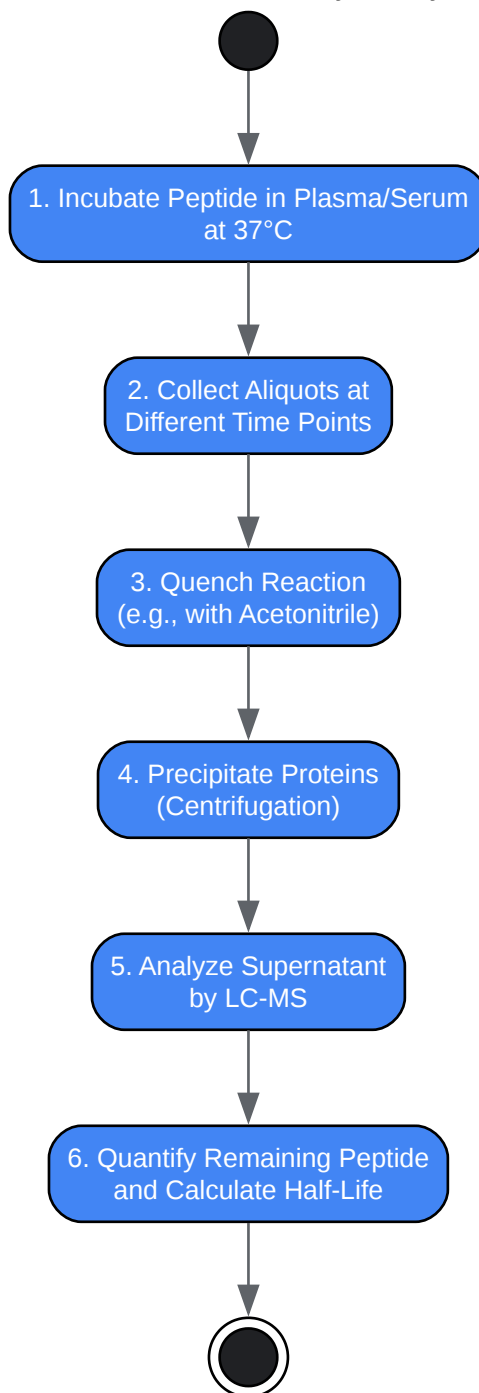 1. Incubate Peptide in Plasma/Serum
at 37°C
2. Collect Aliquots at
Different Time Points
3. Quench Reaction
(e.g., with Acetonitrile)
4. Precipitate Proteins
(Centrifugation)
5. Analyze Supernatant
by LC-MS
6. Quantify Remaining Peptide
and Calculate Half-Life